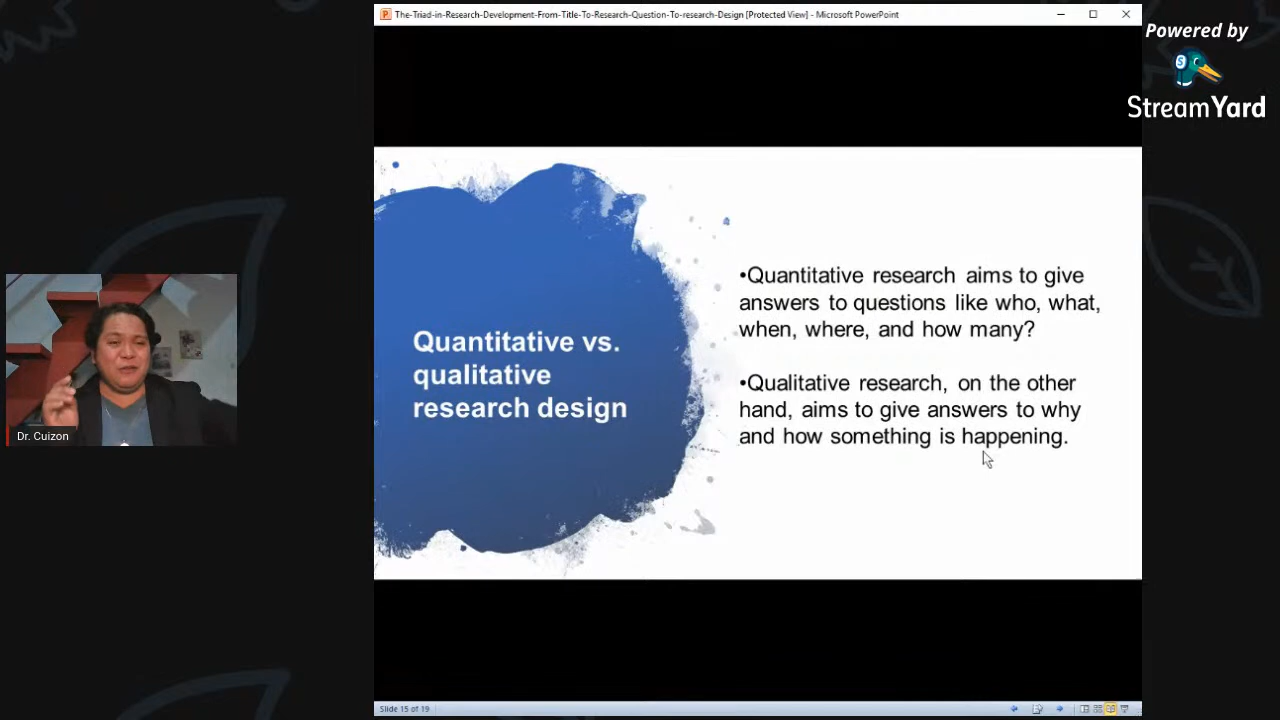 The-Triad-in-Research-Development-From-Title-To-Research-Question-To-research-Design [Protected View] - Microsoft PowerPoint
Powered by
StreamYard
Quantitative vs.
qualitative
research design
•Quantitative research aims to give
answers to questions like who, what,
when, where, and how many?
•Qualitative research, on the other
hand, aims to give answers to why
and how something is happening.
Dr. Cuizon
Slide 15 of 19